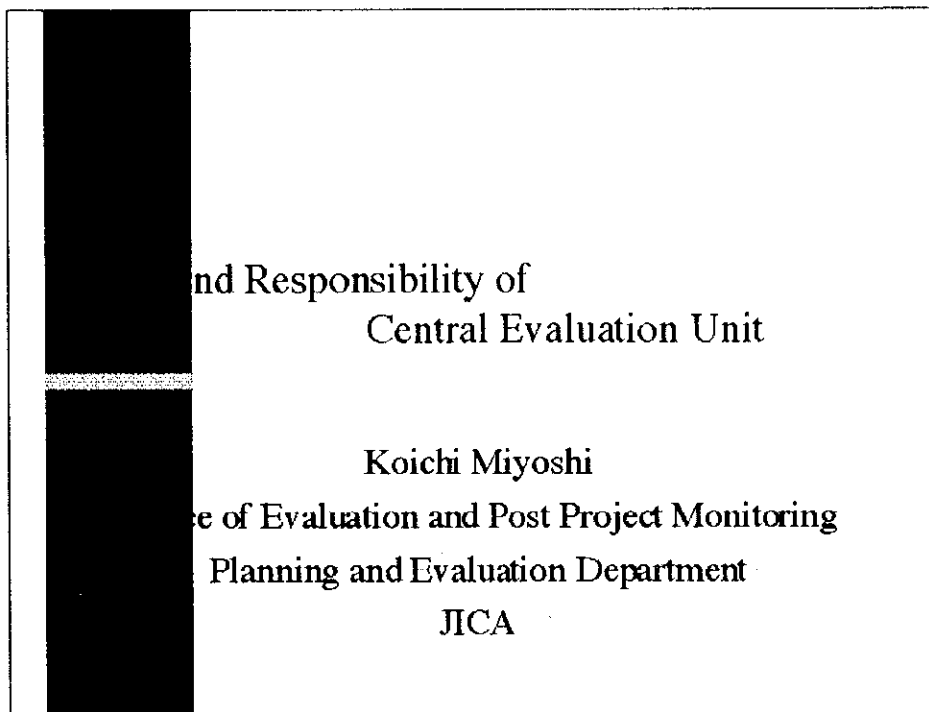 nd Responsibility of
Central Evaluation Unit
Koichi Miyoshi
ce of Evaluation and Post Project Monitoring
Planning and Evaluation Department
JICA